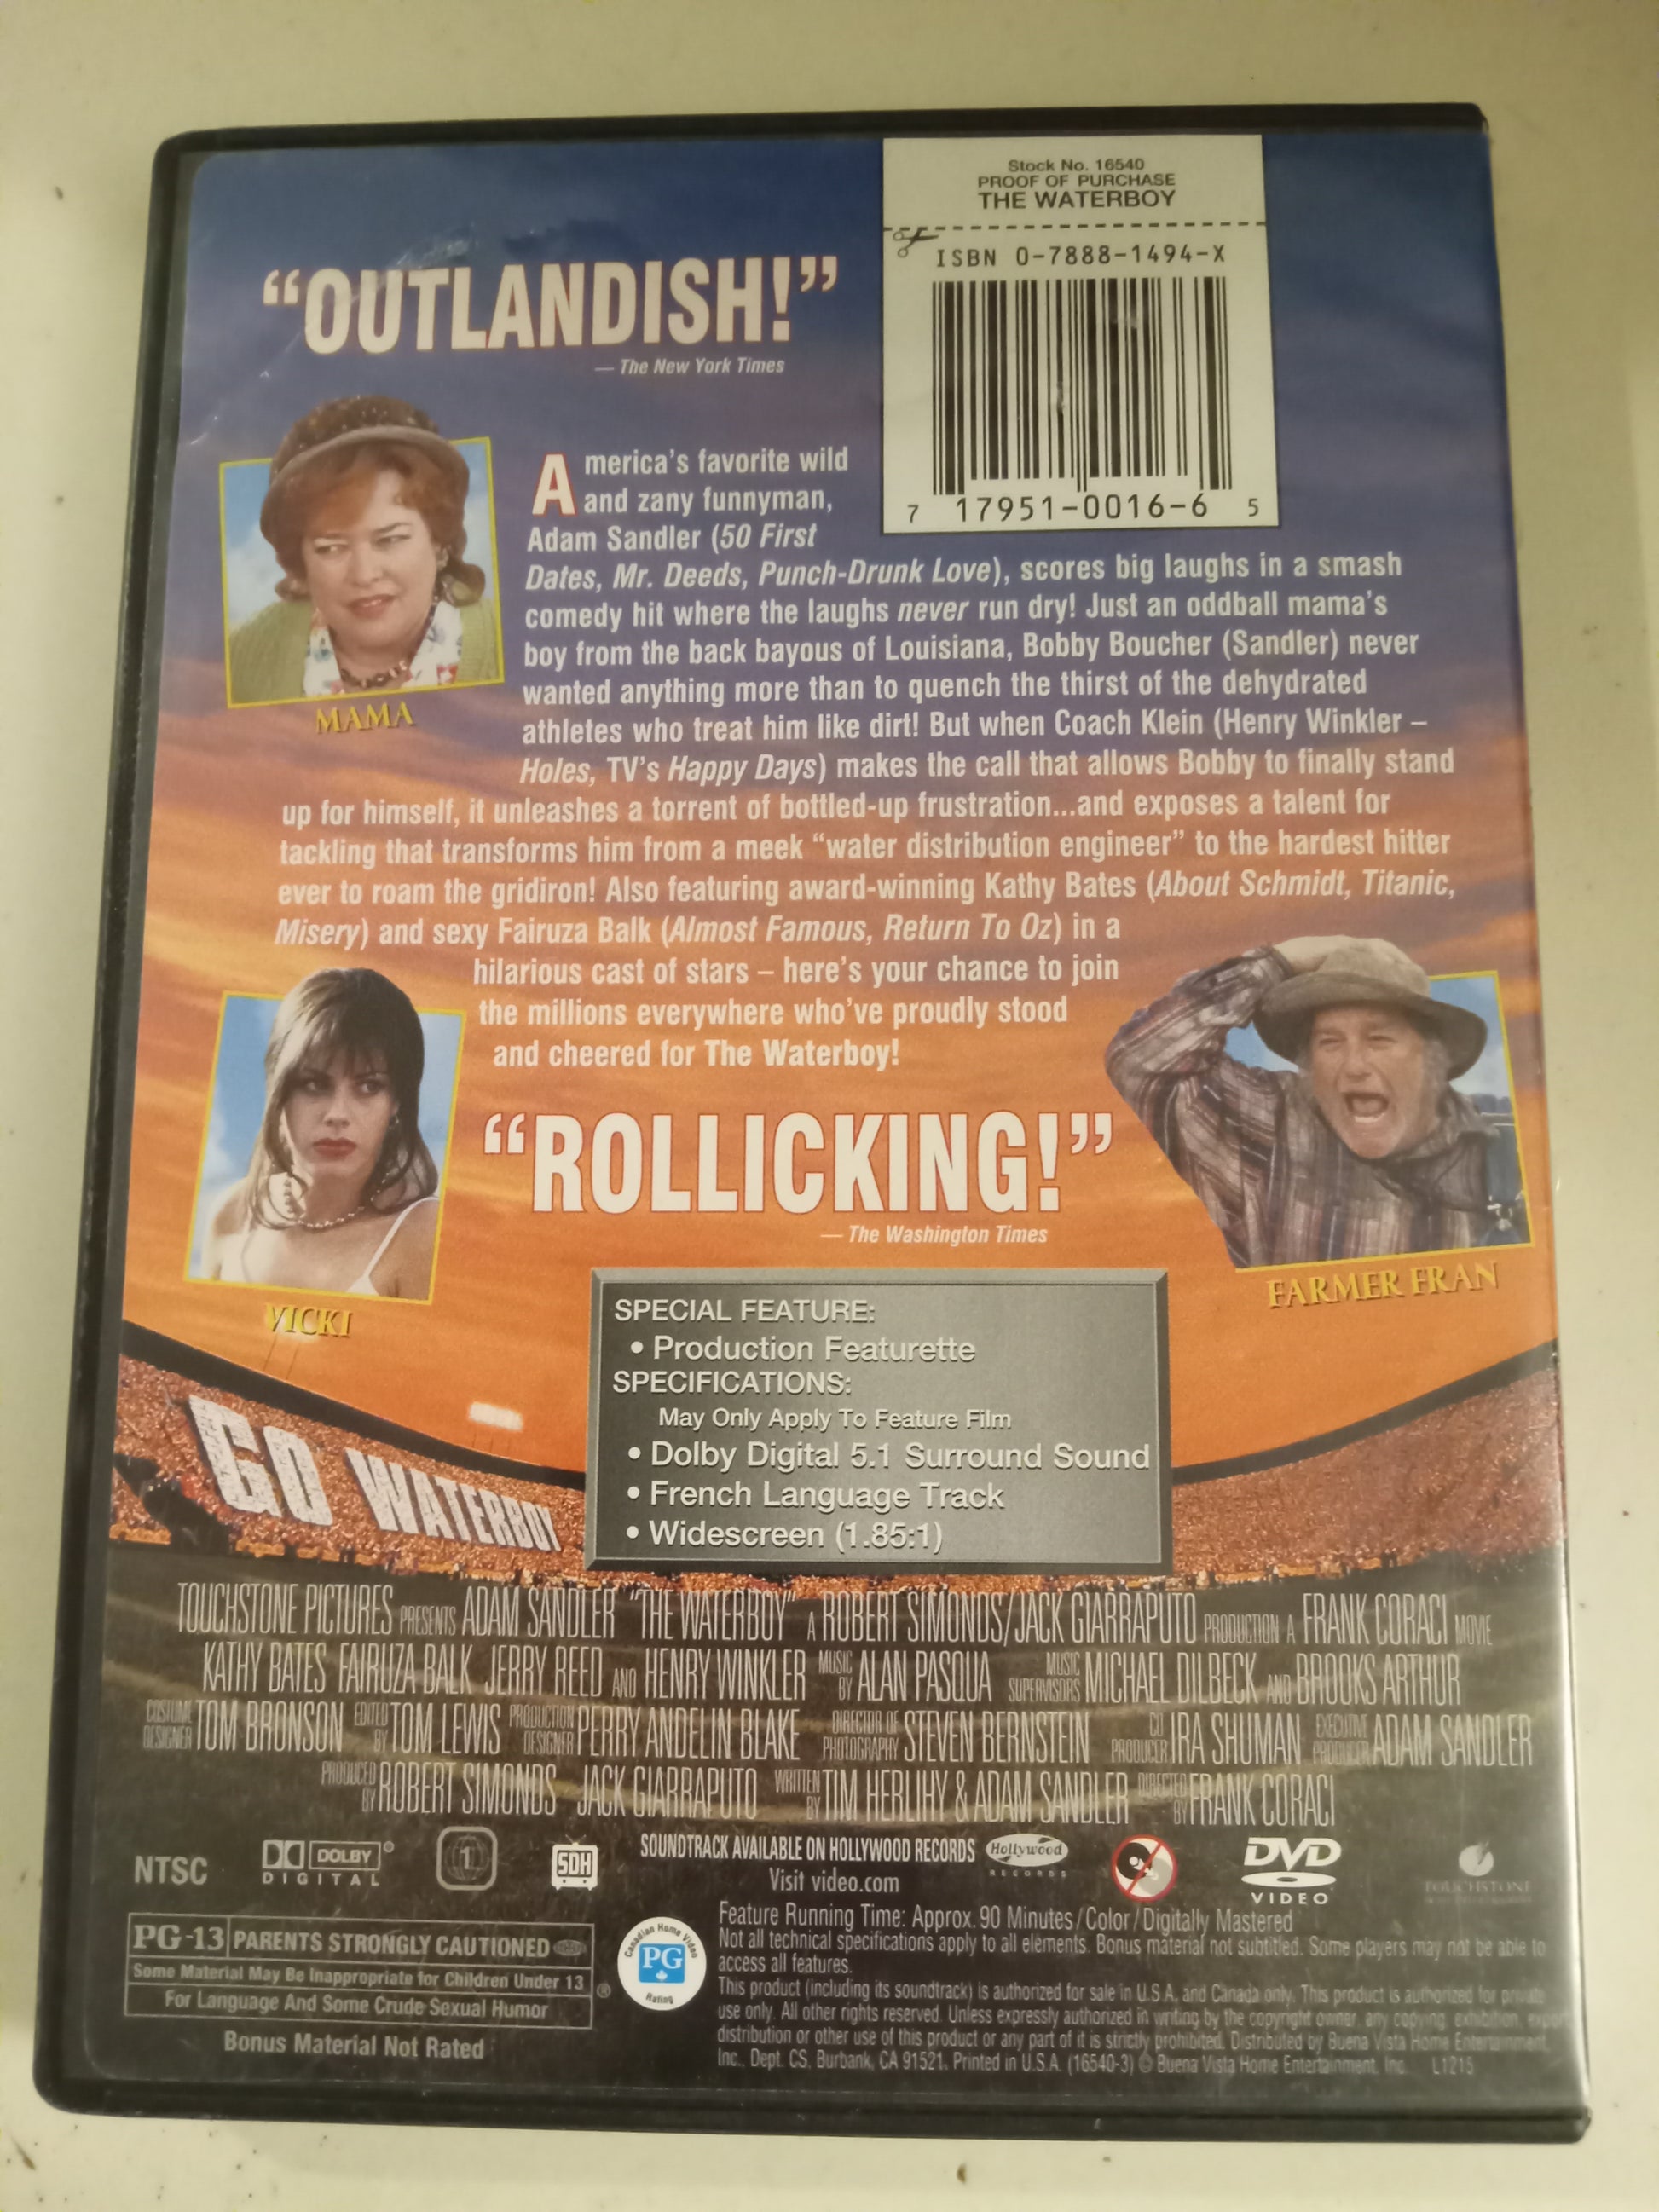 Stock No. 16540
PROOF OF PURCHASE
THE WATERBOY
ISBN 0-7888-1494-X
7 17951-0016-6 5
“OUTLANDISH!”
— The New York Times
MAMA
America’s favorite wild
and zany funnyman,
Adam Sandler (50 First
Dates, Mr. Deeds, Punch-Drunk Love), scores big laughs in a smash
comedy hit where the laughs never run dry! Just an oddball mama’s
boy from the back bayous of Louisiana, Bobby Boucher (Sandler) never
wanted anything more than to quench the thirst of the dehydrated
athletes who treat him like dirt! But when Coach Klein (Henry Winkler –
Holes, TV’s Happy Days) makes the call that allows Bobby to finally stand
up for himself, it unleashes a torrent of bottled-up frustration...and exposes a talent for
tackling that transforms him from a meek “water distribution engineer” to the hardest hitter
ever to roam the gridiron! Also featuring award-winning Kathy Bates (About Schmidt, Titanic,
Misery) and sexy Fairuza Balk (Almost Famous, Return To Oz) in a
hilarious cast of stars – here’s your chance to join
the millions everywhere who’ve proudly stood
and cheered for The Waterboy!
“ROLLICKING!”
— The Washington Times
VICKI
FARMER FRAN
SPECIAL FEATURE:
• Production Featurette
SPECIFICATIONS:
May Only Apply To Feature Film
• Dolby Digital 5.1 Surround Sound
• French Language Track
• Widescreen (1.85:1)
GO WATERBOY
TOUCHSTONE PICTURES PRESENTS ADAM SANDLER “THE WATERBOY” A ROBERT SIMONDS/JACK GIARRAPUTO PRODUCTION A FRANK CORACI MOVIE
KATHY BATES FAIRUZA BALK JERRY REED AND HENRY WINKLER MUSIC BY ALAN PASQUA MUSIC SUPERVISORS MICHAEL DILBECK AND BROOKS ARTHUR
COSTUME DESIGNER TOM BRONSON EDITED BY TOM LEWIS PRODUCTION DESIGNER PERRY ANDELIN BLAKE DIRECTOR OF PHOTOGRAPHY STEVEN BERNSTEIN CO PRODUCER IRA SHUMAN EXECUTIVE PRODUCER ADAM SANDLER
PRODUCED BY ROBERT SIMONDS JACK GIARRAPUTO WRITTEN BY TIM HERLIHY & ADAM SANDLER DIRECTED BY FRANK CORACI
NTSC
DOLBY
DIGITAL
1
SDH
SOUNDTRACK AVAILABLE ON HOLLYWOOD RECORDS
Hollywood
RECORDS
Visit video.com
DVD
VIDEO
TOUCHSTONE
PG-13 PARENTS STRONGLY CAUTIONED
Some Material May Be Inappropriate for Children Under 13
For Language And Some Crude Sexual Humor
®
Bonus Material Not Rated
Canadian Home Video
PG
Rating
Feature Running Time: Approx. 90 Minutes/Color/Digitally Mastered
Not all technical specifications apply to all elements. Bonus material not subtitled. Some players may not be able to
access all features.
This product (including its soundtrack) is authorized for sale in U.S.A. and Canada only. This product is authorized for private
use only. All other rights reserved. Unless expressly authorized in writing by the copyright owner, any copying, exhibition, export
distribution or other use of this product or any part of it is strictly prohibited. Distributed by Buena Vista Home Entertainment,
Inc., Dept. CS, Burbank, CA 91521. Printed in U.S.A. (16540-3) © Buena Vista Home Entertainment, Inc. L1215